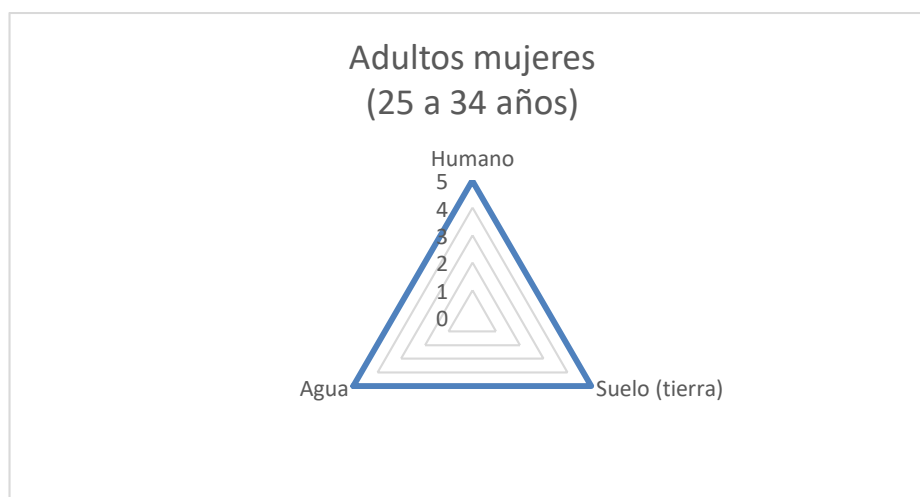 Adultos mujeres
(25 a 34 años)
Humano
5
4
3
2
1
0
Agua
Suelo (tierra)